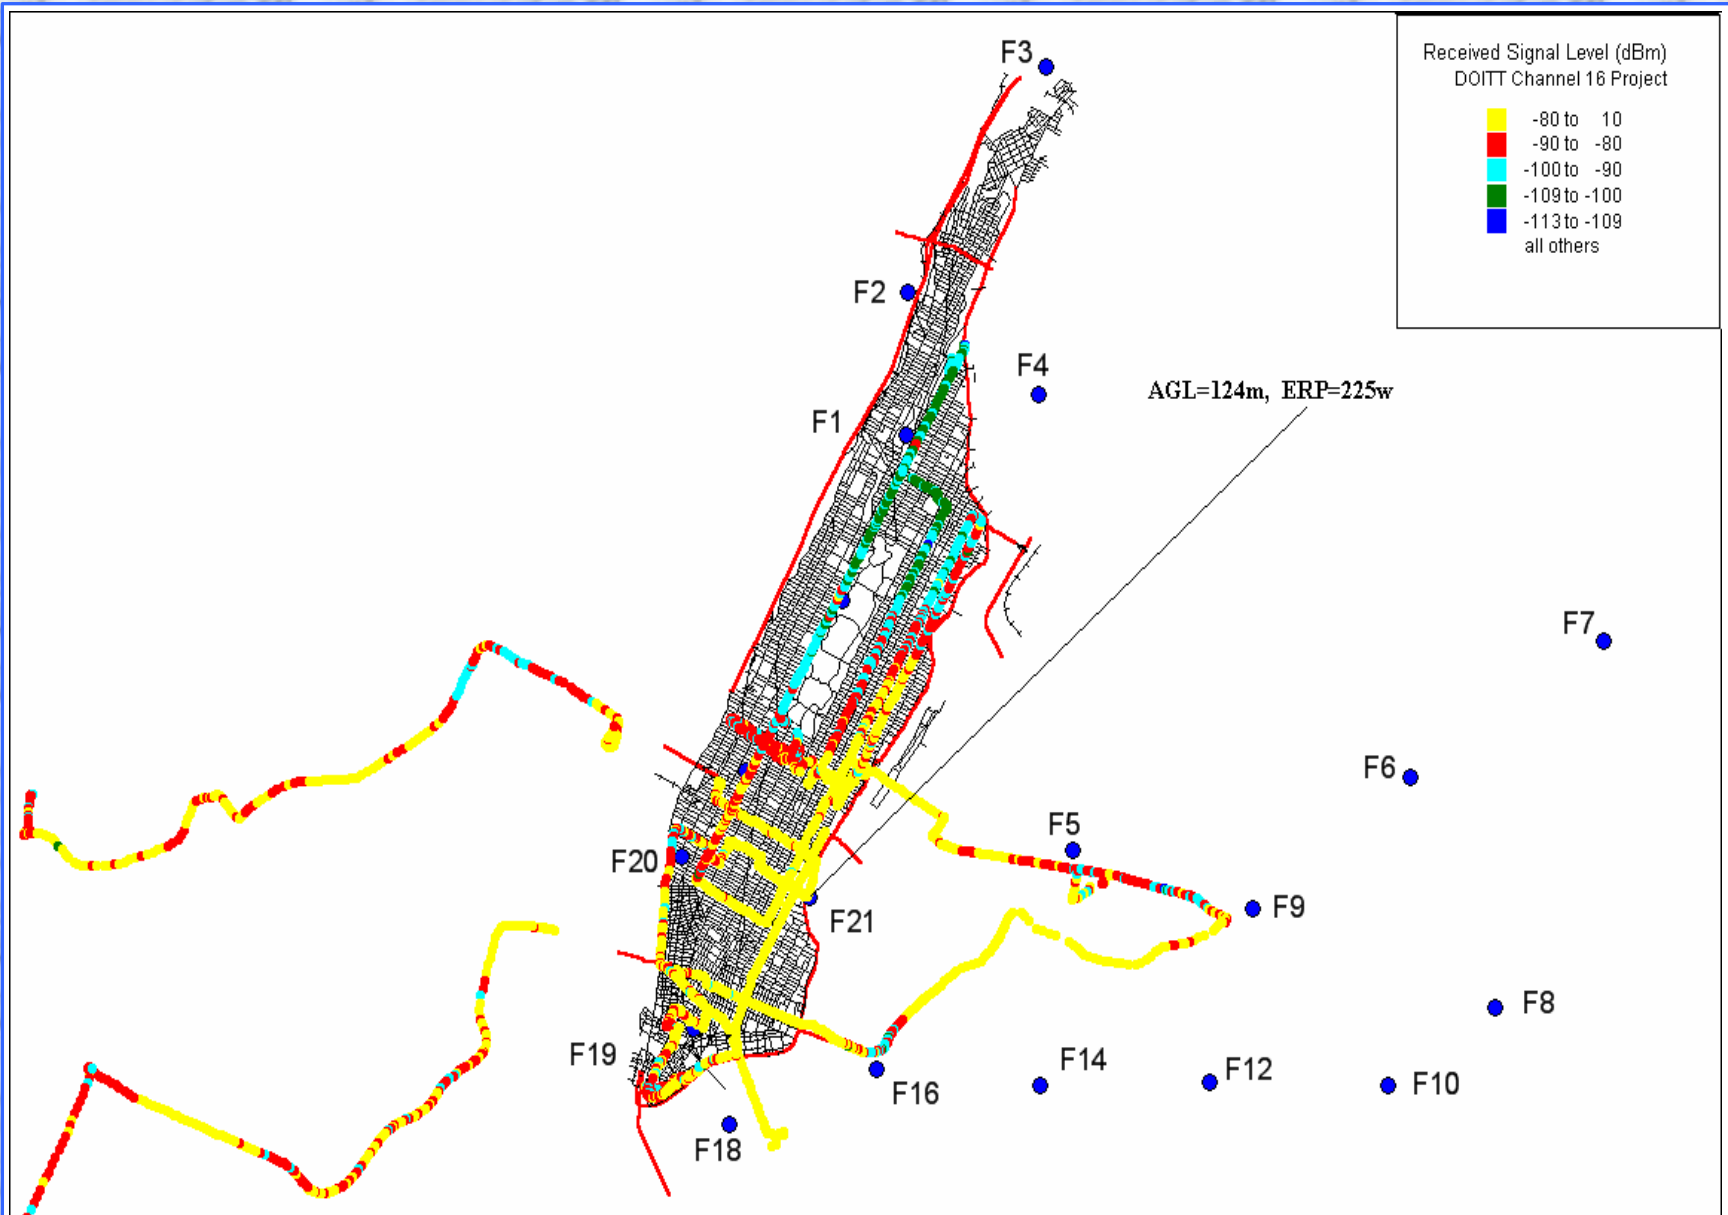 Received Signal Level (dBm)
DOITT Channel 16 Project
-80 to 10
-90 to -80
-100 to -90
-109 to -100
-113 to -109
all others
F3
F2
F4
AGL=124m, ERP=225w
F1
F7
F6
F5
F20
F9
F21
F8
F19
F16
F14
F12
F10
F18